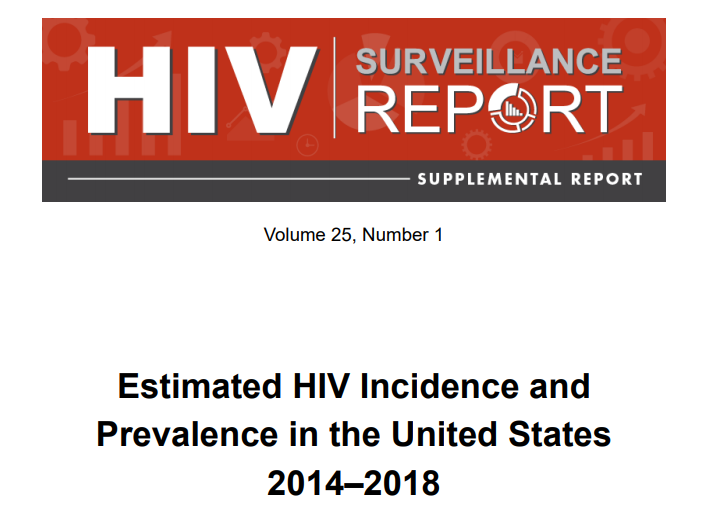 HIV
SURVEILLANCE
REPORT
SUPPLEMENTAL REPORT
Volume 25, Number 1
Estimated HIV Incidence and
Prevalence in the United States
2014–2018